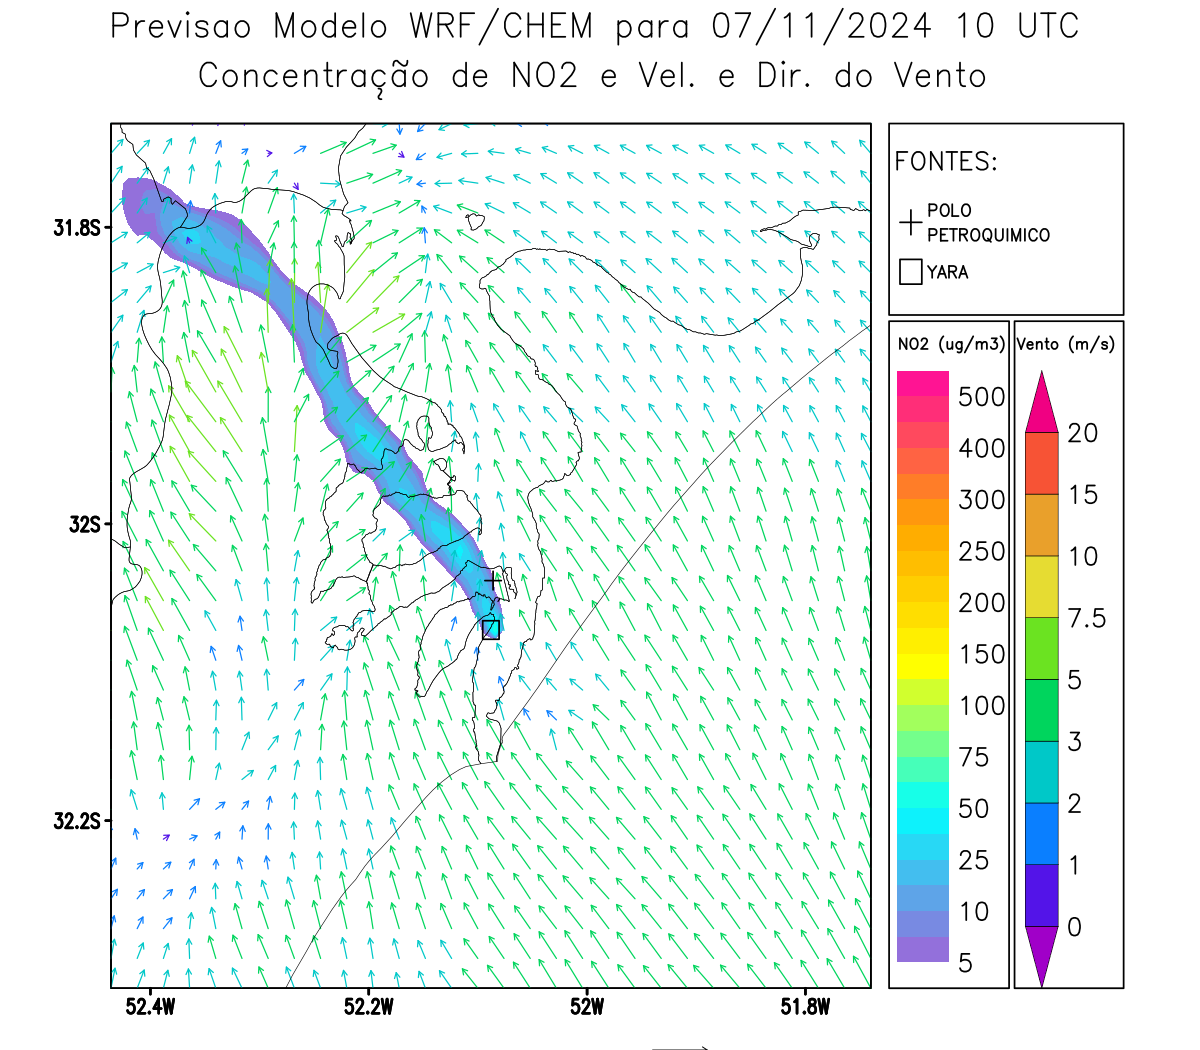 Previsao Modelo WRF/CHEM para 07/11/2024 10 UTC
Concentração de NO2 e Vel. e Dir. do Vento
FONTES:
POLO
PETROQUIMICO
YARA
NO2 (ug/m3)
500
400
300
250
200
150
100
75
50
25
10
5
Vento (m/s)
20
15
10
7.5
5
3
2
1
0
31.8S
32S
32.2S
52.4W
52.2W
52W
51.8W